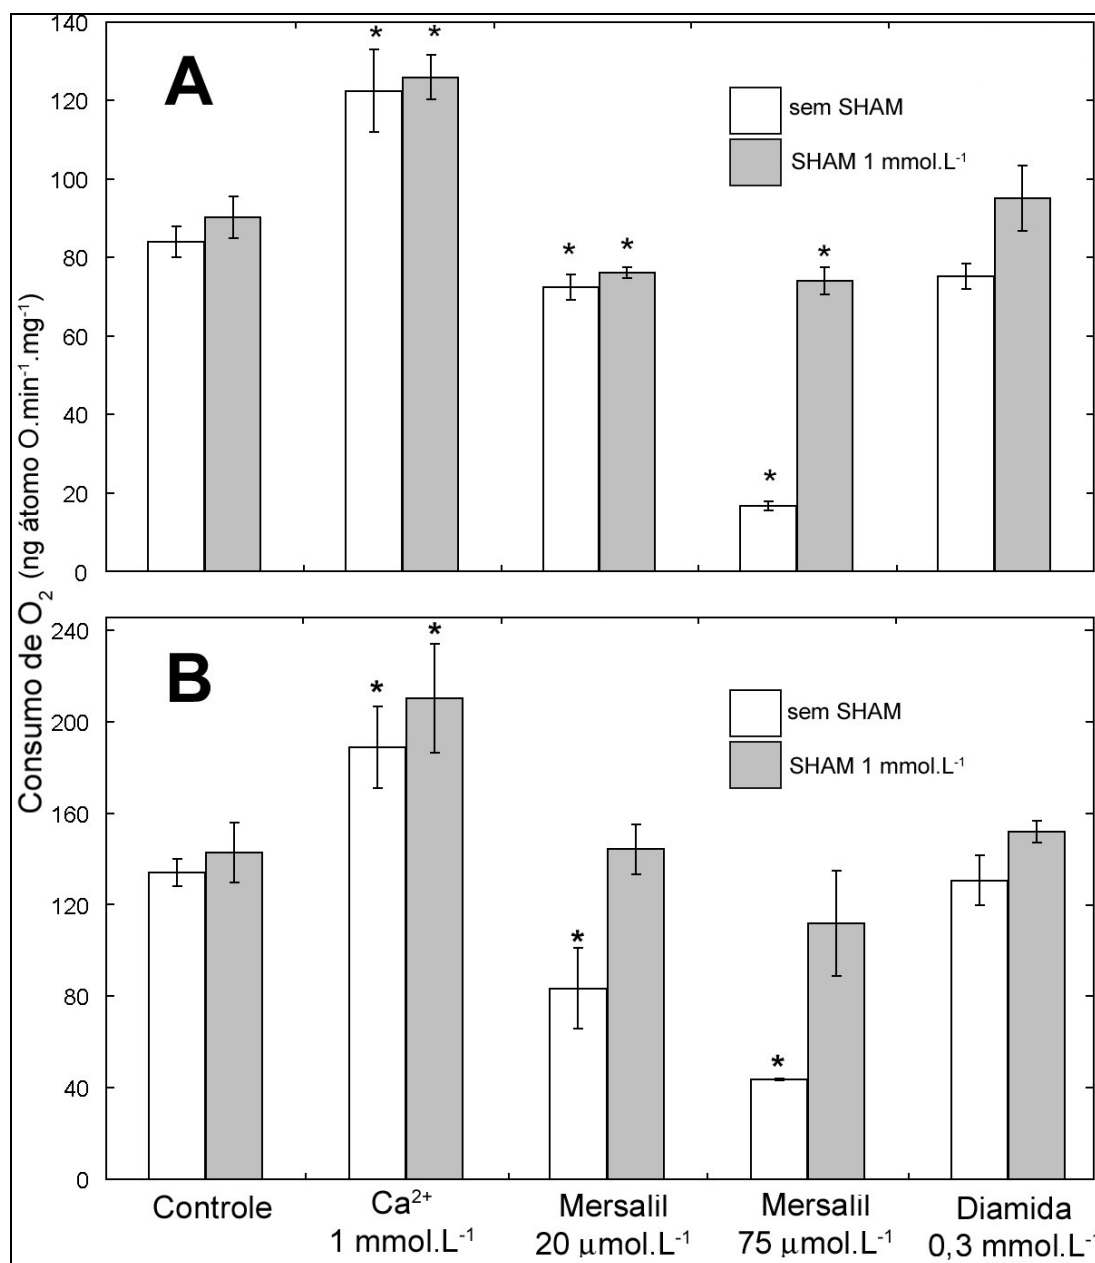 Consumo de O₂ (ng átomo O.min⁻¹.mg⁻¹)
A
140
120
100
80
60
40
20
0
* *
* *
*
*
sem SHAM
SHAM 1 mmol.L⁻¹
B
240
200
160
120
80
40
0
*
*
*
*
sem SHAM
SHAM 1 mmol.L⁻¹
Controle
Ca²⁺
1 mmol.L⁻¹
Mersalil
20 µmol.L⁻¹
Mersalil
75 µmol.L⁻¹
Diamida
0,3 mmol.L⁻¹